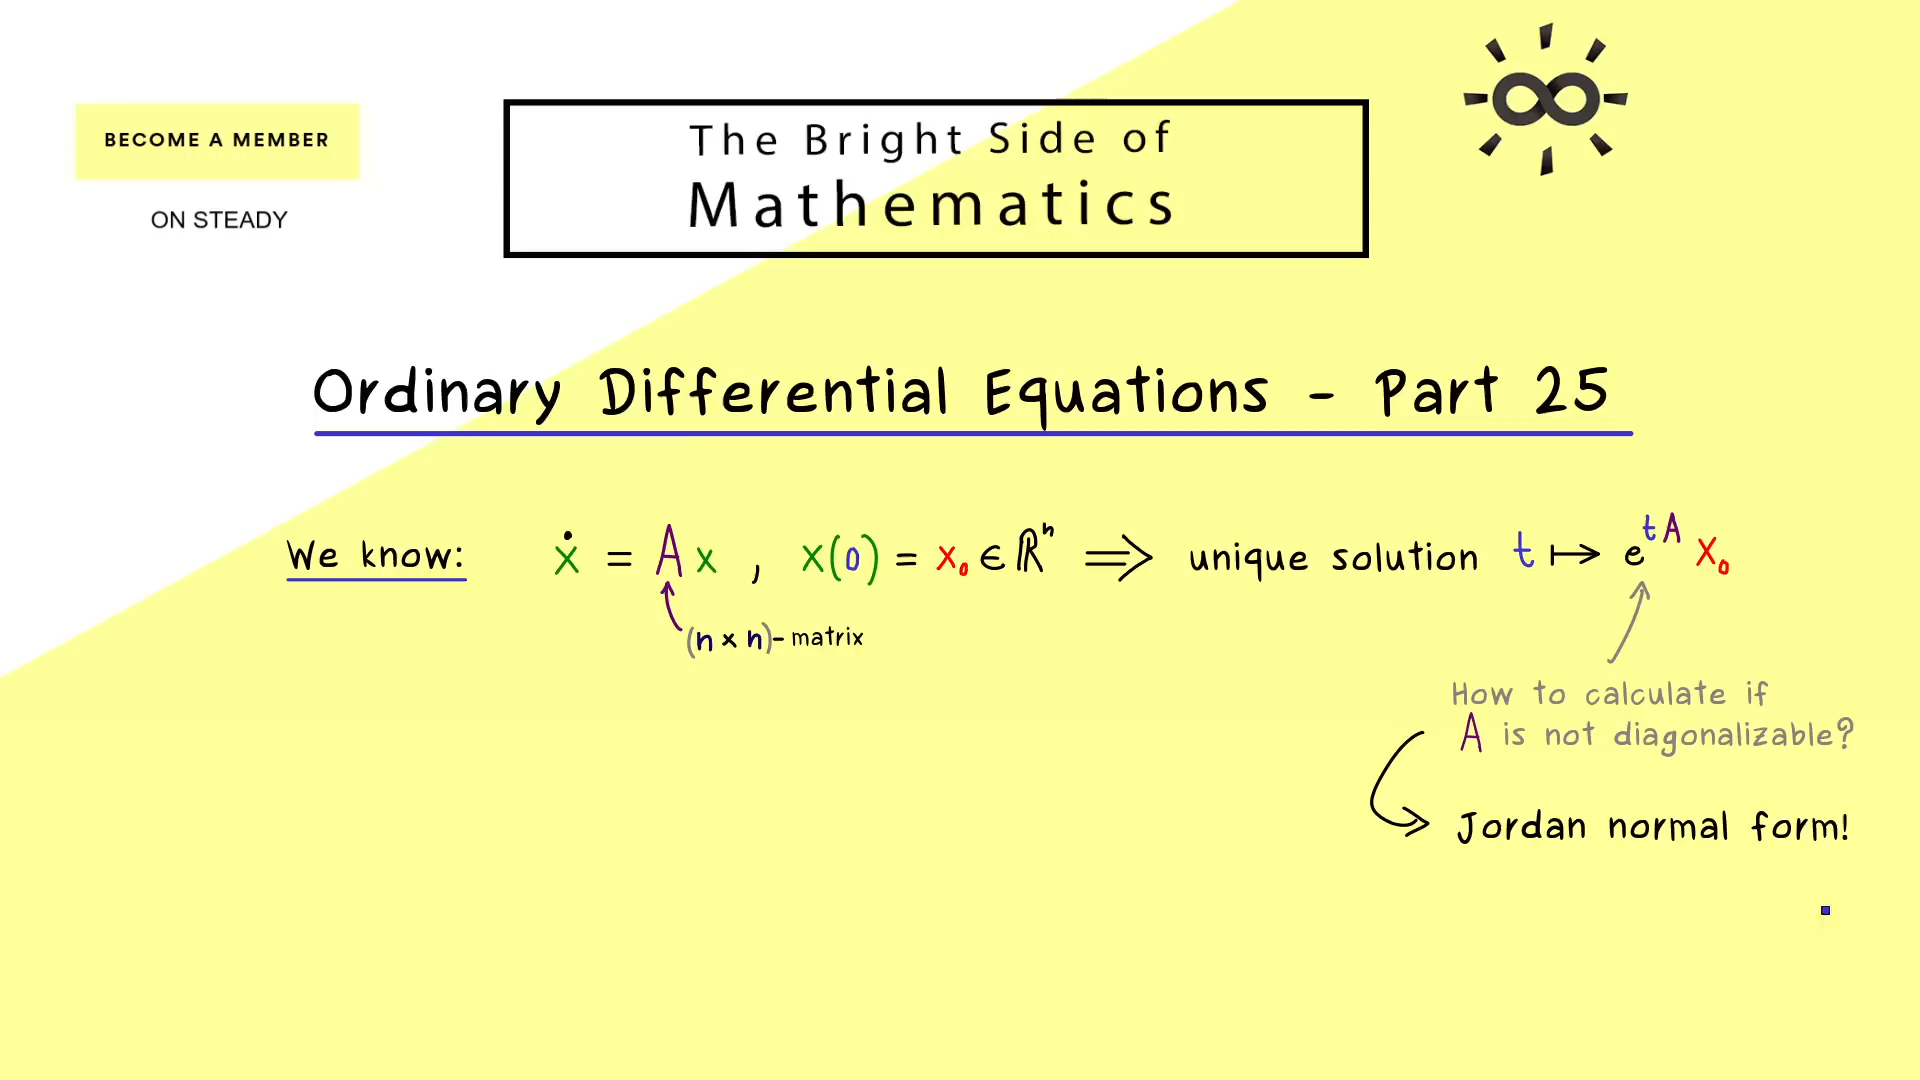 BECOME A MEMBER
ON STEADY
The Bright Side of
Mathematics
Ordinary Differential Equations - Part 25
We know: ẋ = A x , x(0) = x₀ ∈ ℝⁿ ⟹ unique solution t ↦ e^{tA} x₀
(n × n)-matrix
How to calculate if
A is not diagonalizable?
Jordan normal form!